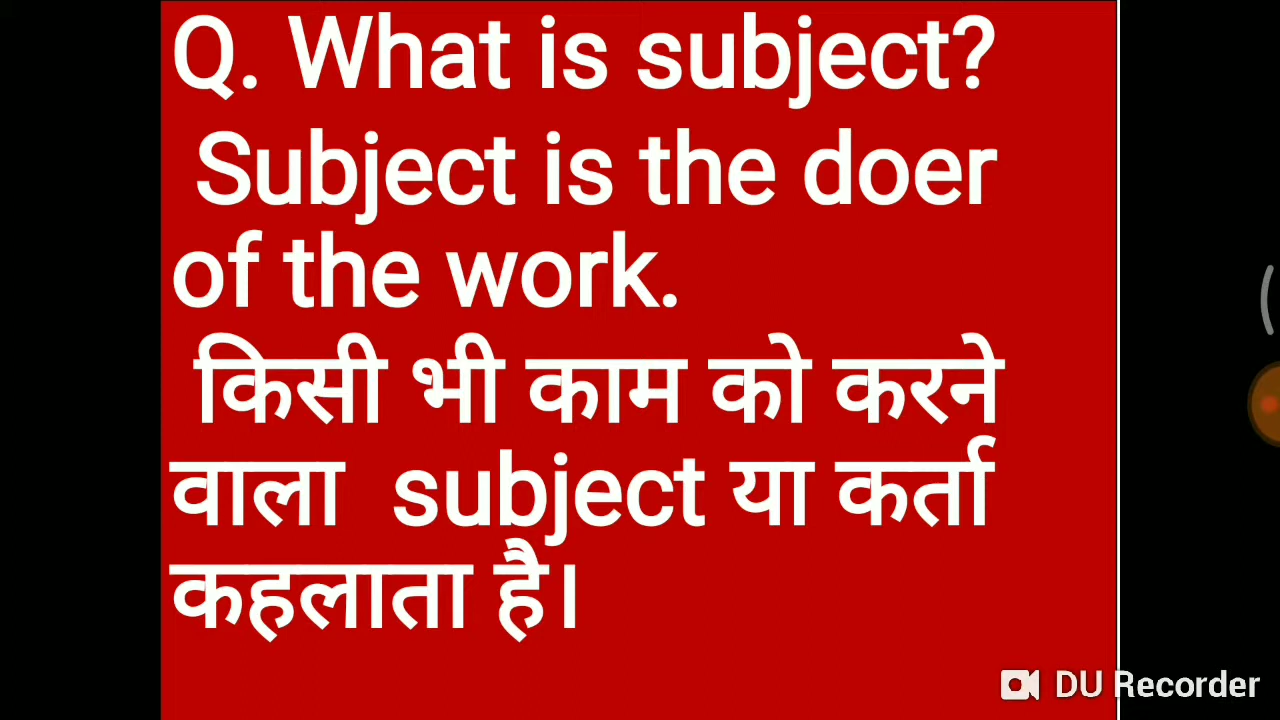 Q. What is subject?
Subject is the doer
of the work.
किसी भी काम को करने
वाला subject या कर्ता
कहलाता है।
DU Recorder